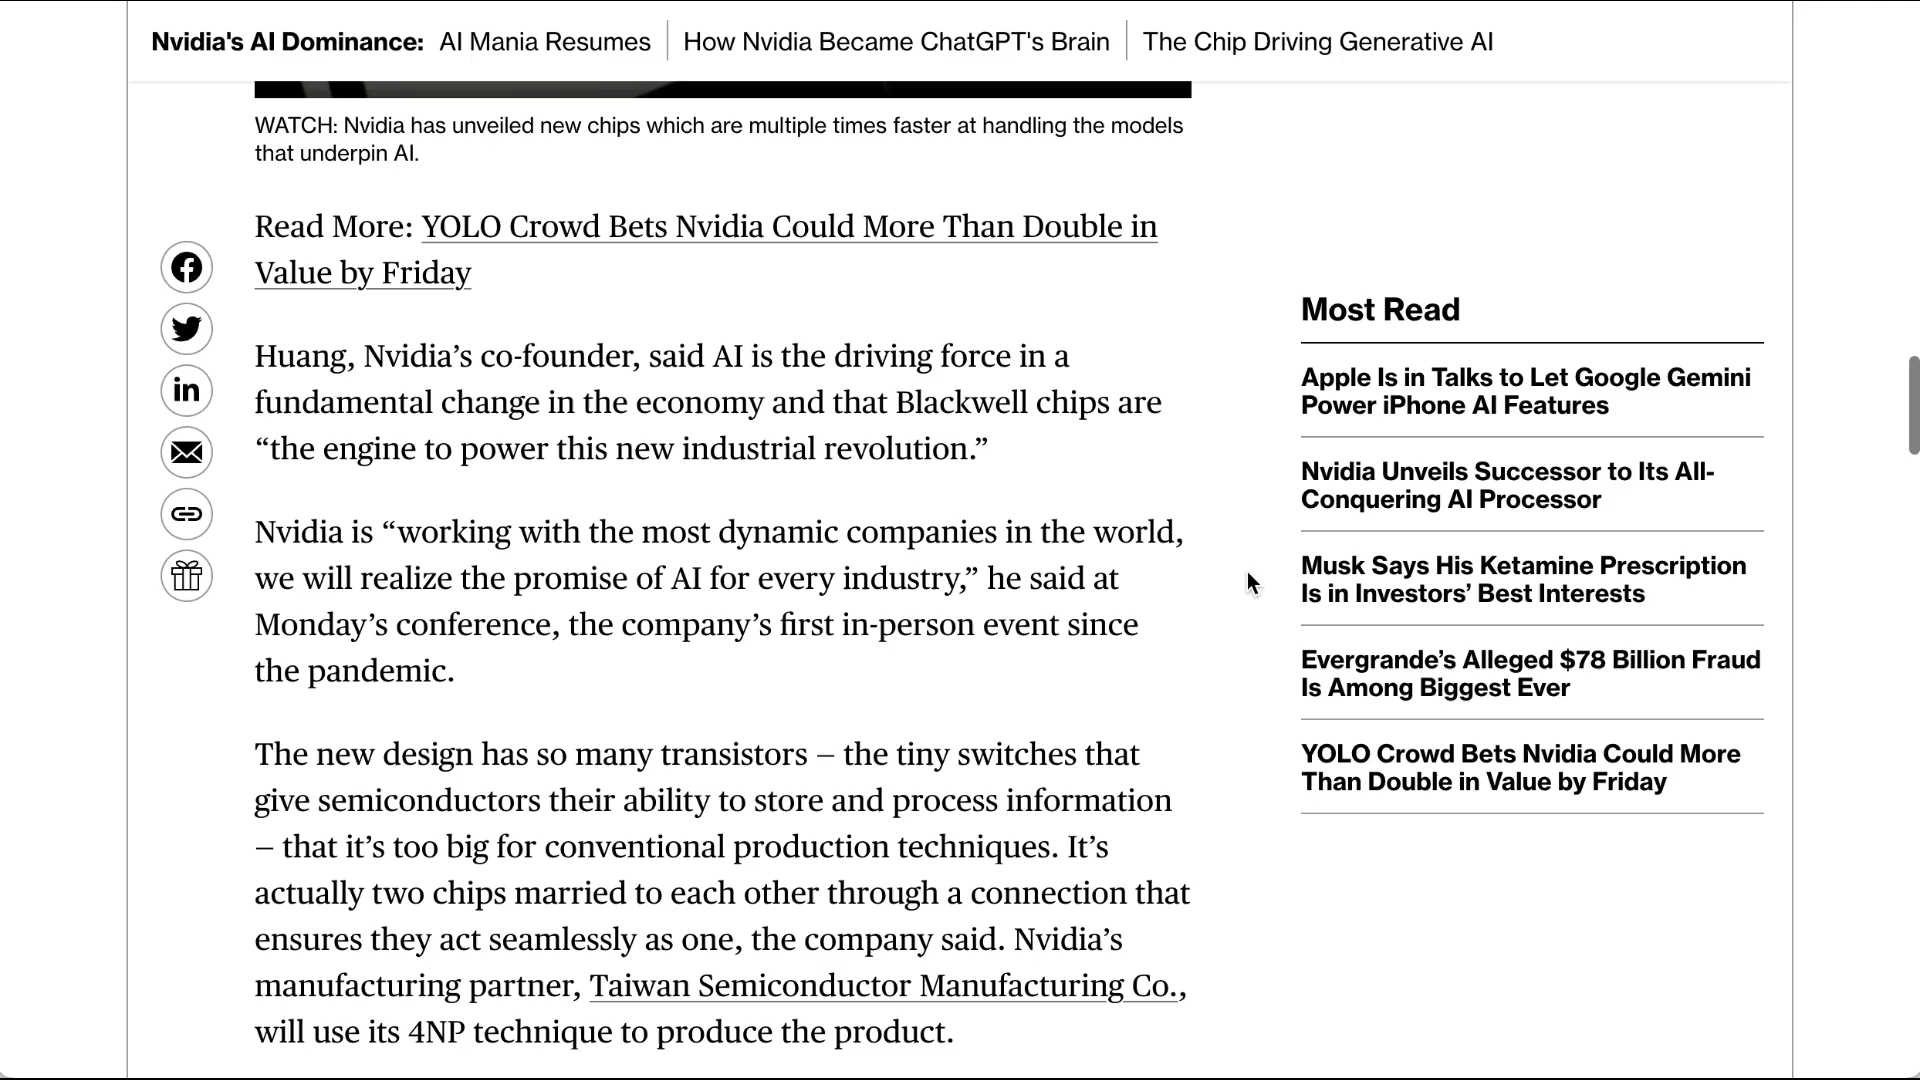 Nvidia's AI Dominance: AI Mania Resumes How Nvidia Became ChatGPT's Brain The Chip Driving Generative AI
WATCH: Nvidia has unveiled new chips which are multiple times faster at handling the models
that underpin AI.
Read More: YOLO Crowd Bets Nvidia Could More Than Double in
Value by Friday
Huang, Nvidia’s co-founder, said AI is the driving force in a
fundamental change in the economy and that Blackwell chips are
“the engine to power this new industrial revolution.”
Nvidia is “working with the most dynamic companies in the world,
we will realize the promise of AI for every industry,” he said at
Monday’s conference, the company’s first in-person event since
the pandemic.
The new design has so many transistors — the tiny switches that
give semiconductors their ability to store and process information
— that it’s too big for conventional production techniques. It’s
actually two chips married to each other through a connection that
ensures they act seamlessly as one, the company said. Nvidia’s
manufacturing partner, Taiwan Semiconductor Manufacturing Co.,
will use its 4NP technique to produce the product.
Most Read
Apple Is in Talks to Let Google Gemini
Power iPhone AI Features
Nvidia Unveils Successor to Its All-
Conquering AI Processor
Musk Says His Ketamine Prescription
Is in Investors’ Best Interests
Evergrande’s Alleged $78 Billion Fraud
Is Among Biggest Ever
YOLO Crowd Bets Nvidia Could More
Than Double in Value by Friday